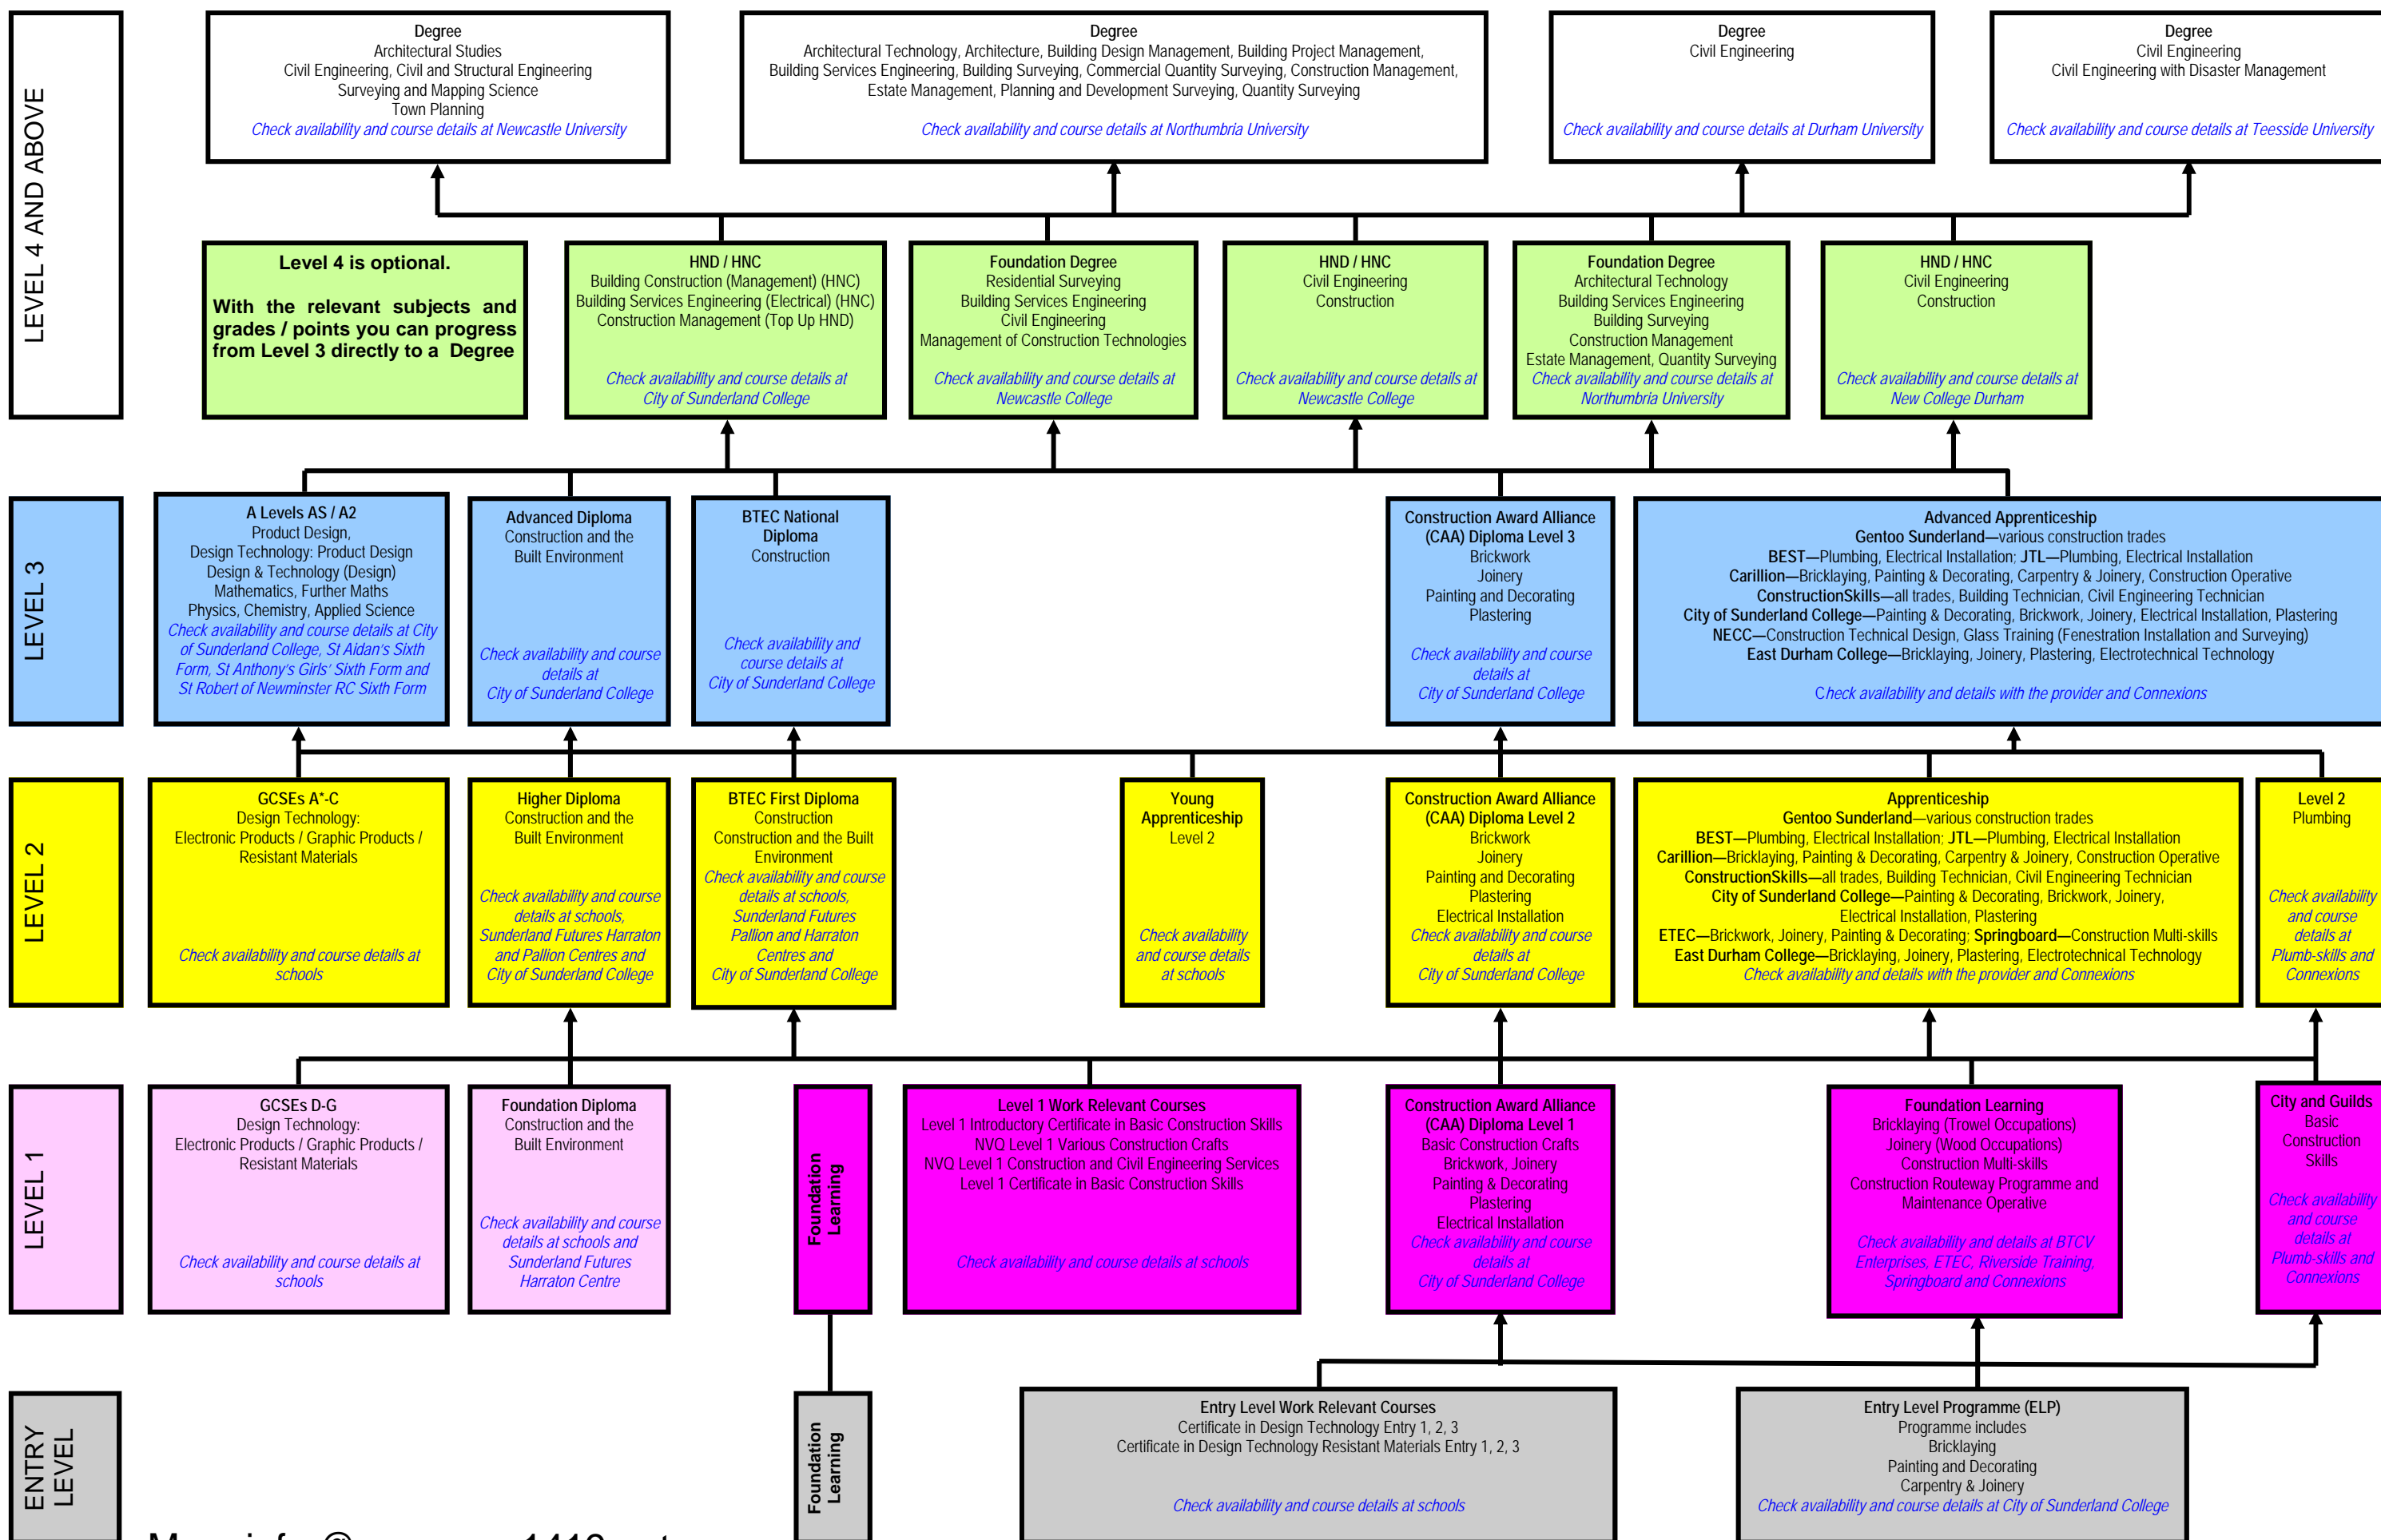 LEVEL 4 AND ABOVE
Degree
Architectural Studies
Civil Engineering, Civil and Structural Engineering
Surveying and Mapping Science
Town Planning
Check availability and course details at Newcastle University
Degree
Architectural Technology, Architecture, Building Design Management, Building Project Management,
Building Services Engineering, Building Surveying, Commercial Quantity Surveying, Construction Management,
Estate Management, Planning and Development Surveying, Quantity Surveying
Check availability and course details at Northumbria University
Degree
Civil Engineering
Check availability and course details at Durham University
Degree
Civil Engineering
Civil Engineering with Disaster Management
Check availability and course details at Teesside University
Level 4 is optional.
With the relevant subjects and
grades / points you can progress
from Level 3 directly to a Degree
HND / HNC
Building Construction (Management) (HNC)
Building Services Engineering (Electrical) (HNC)
Construction Management (Top Up HND)
Check availability and course details at
City of Sunderland College
Foundation Degree
Residential Surveying
Building Services Engineering
Civil Engineering
Management of Construction Technologies
Check availability and course details at
Newcastle College
HND / HNC
Civil Engineering
Construction
Check availability and course details at
Newcastle College
Foundation Degree
Architectural Technology
Building Services Engineering
Building Surveying
Construction Management
Estate Management, Quantity Surveying
Check availability and course details at
Northumbria University
HND / HNC
Civil Engineering
Construction
Check availability and course details at
New College Durham
LEVEL 3
A Levels AS / A2
Product Design,
Design Technology: Product Design
Design & Technology (Design)
Mathematics, Further Maths
Physics, Chemistry, Applied Science
Check availability and course details at City
of Sunderland College, St Aidan's Sixth
Form, St Anthony's Girls' Sixth Form and
St Robert of Newminster RC Sixth Form
Advanced Diploma
Construction and the
Built Environment
Check availability and course
details at
City of Sunderland College
BTEC National
Diploma
Construction
Check availability and
course details at
City of Sunderland College
Construction Award Alliance
(CAA) Diploma Level 3
Brickwork
Joinery
Painting and Decorating
Plastering
Check availability and course
details at
City of Sunderland College
Advanced Apprenticeship
Gentoo Sunderland—various construction trades
BEST—Plumbing, Electrical Installation; JTL—Plumbing, Electrical Installation
Carillion—Bricklaying, Painting & Decorating, Carpentry & Joinery, Construction Operative
ConstructionSkills—all trades, Building Technician, Civil Engineering Technician
City of Sunderland College—Painting & Decorating, Brickwork, Joinery, Electrical Installation, Plastering
NECC—Construction Technical Design, Glass Training (Fenestration Installation and Surveying)
East Durham College—Bricklaying, Joinery, Plastering, Electrotechnical Technology
Check availability and details with the provider and Connexions
LEVEL 2
GCSEs A*-C
Design Technology:
Electronic Products / Graphic Products /
Resistant Materials
Check availability and course details at
schools
Higher Diploma
Construction and the
Built Environment
Check availability and course
details at schools,
Sunderland Futures Harraton
and Pallion Centres and
City of Sunderland College
BTEC First Diploma
Construction
Construction and the Built
Environment
Check availability and course
details at schools,
Sunderland Futures
Pallion and Harraton
Centres and
City of Sunderland College
Young
Apprenticeship
Level 2
Check availability
and course details
at schools
Construction Award Alliance
(CAA) Diploma Level 2
Brickwork
Joinery
Painting and Decorating
Plastering
Electrical Installation
Check availability and course
details at
City of Sunderland College
Apprenticeship
Gentoo Sunderland—various construction trades
BEST—Plumbing, Electrical Installation; JTL—Plumbing, Electrical Installation
Carillion—Bricklaying, Painting & Decorating, Carpentry & Joinery, Construction Operative
ConstructionSkills—all trades, Building Technician, Civil Engineering Technician
City of Sunderland College—Painting & Decorating, Brickwork, Joinery,
Electrical Installation, Plastering
ETEC—Brickwork, Joinery, Painting & Decorating; Springboard—Construction Multi-skills
East Durham College—Bricklaying, Joinery, Plastering, Electrotechnical Technology
Check availability and details with the provider and Connexions
Level 2
Plumbing
Check availability
and course
details at
Plumb-skills and
Connexions
LEVEL 1
GCSEs D-G
Design Technology:
Electronic Products / Graphic Products /
Resistant Materials
Check availability and course details at
schools
Foundation Diploma
Construction and the
Built Environment
Check availability and course
details at schools and
Sunderland Futures
Harraton Centre
Foundation
Learning
Level 1 Work Relevant Courses
Level 1 Introductory Certificate in Basic Construction Skills
NVQ Level 1 Various Construction Crafts
NVQ Level 1 Construction and Civil Engineering Services
Level 1 Certificate in Basic Construction Skills
Check availability and course details at schools
Construction Award Alliance
(CAA) Diploma Level 1
Basic Construction Crafts
Brickwork, Joinery
Painting & Decorating
Plastering
Electrical Installation
Check availability and course
details at
City of Sunderland College
Foundation Learning
Bricklaying (Trowel Occupations)
Joinery (Wood Occupations)
Construction Multi-skills
Construction Routeway Programme and
Maintenance Operative
Check availability and details at BTCV
Enterprises, ETEC, Riverside Training,
Springboard and Connexions
City and Guilds
Basic
Construction
Skills
Check availability
and course
details at
Plumb-skills and
Connexions
ENTRY
LEVEL
Foundation
Learning
Entry Level Work Relevant Courses
Certificate in Design Technology Entry 1, 2, 3
Certificate in Design Technology Resistant Materials Entry 1, 2, 3
Check availability and course details at schools
Entry Level Programme (ELP)
Programme includes
Bricklaying
Painting and Decorating
Carpentry & Joinery
Check availability and course details at City of Sunderland College